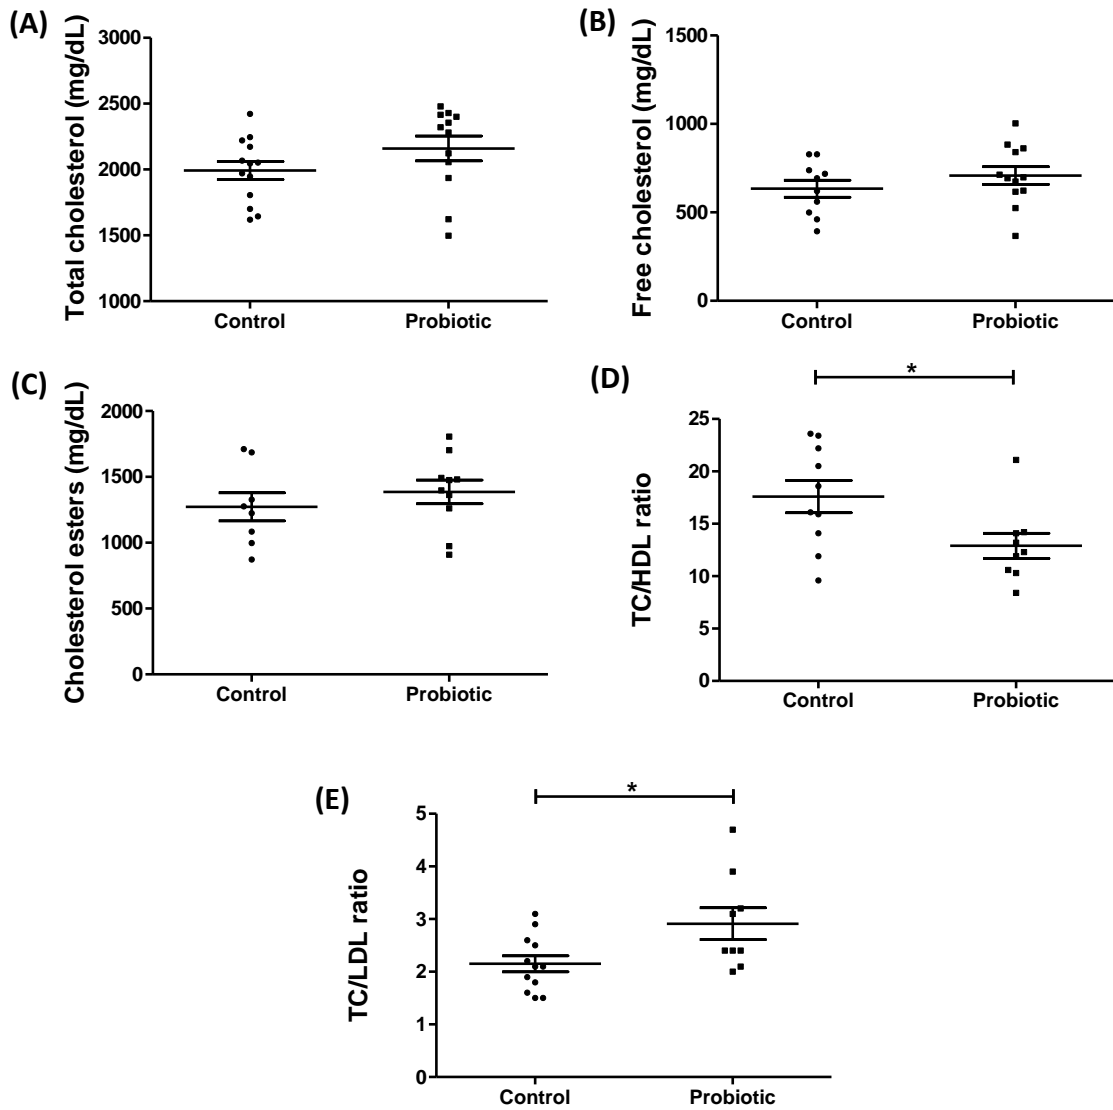 (A)
Total cholesterol (mg/dL)
3000
2500
2000
1500
1000
Control
Probiotic
(B)
Free cholesterol (mg/dL)
1500
1000
500
0
Control
Probiotic
(C)
Cholesterol esters (mg/dL)
2000
1500
1000
500
0
Control
Probiotic
(D)
*
TC/HDL ratio
25
20
15
10
5
0
Control
Probiotic
(E)
*
TC/LDL ratio
5
4
3
2
1
0
Control
Probiotic